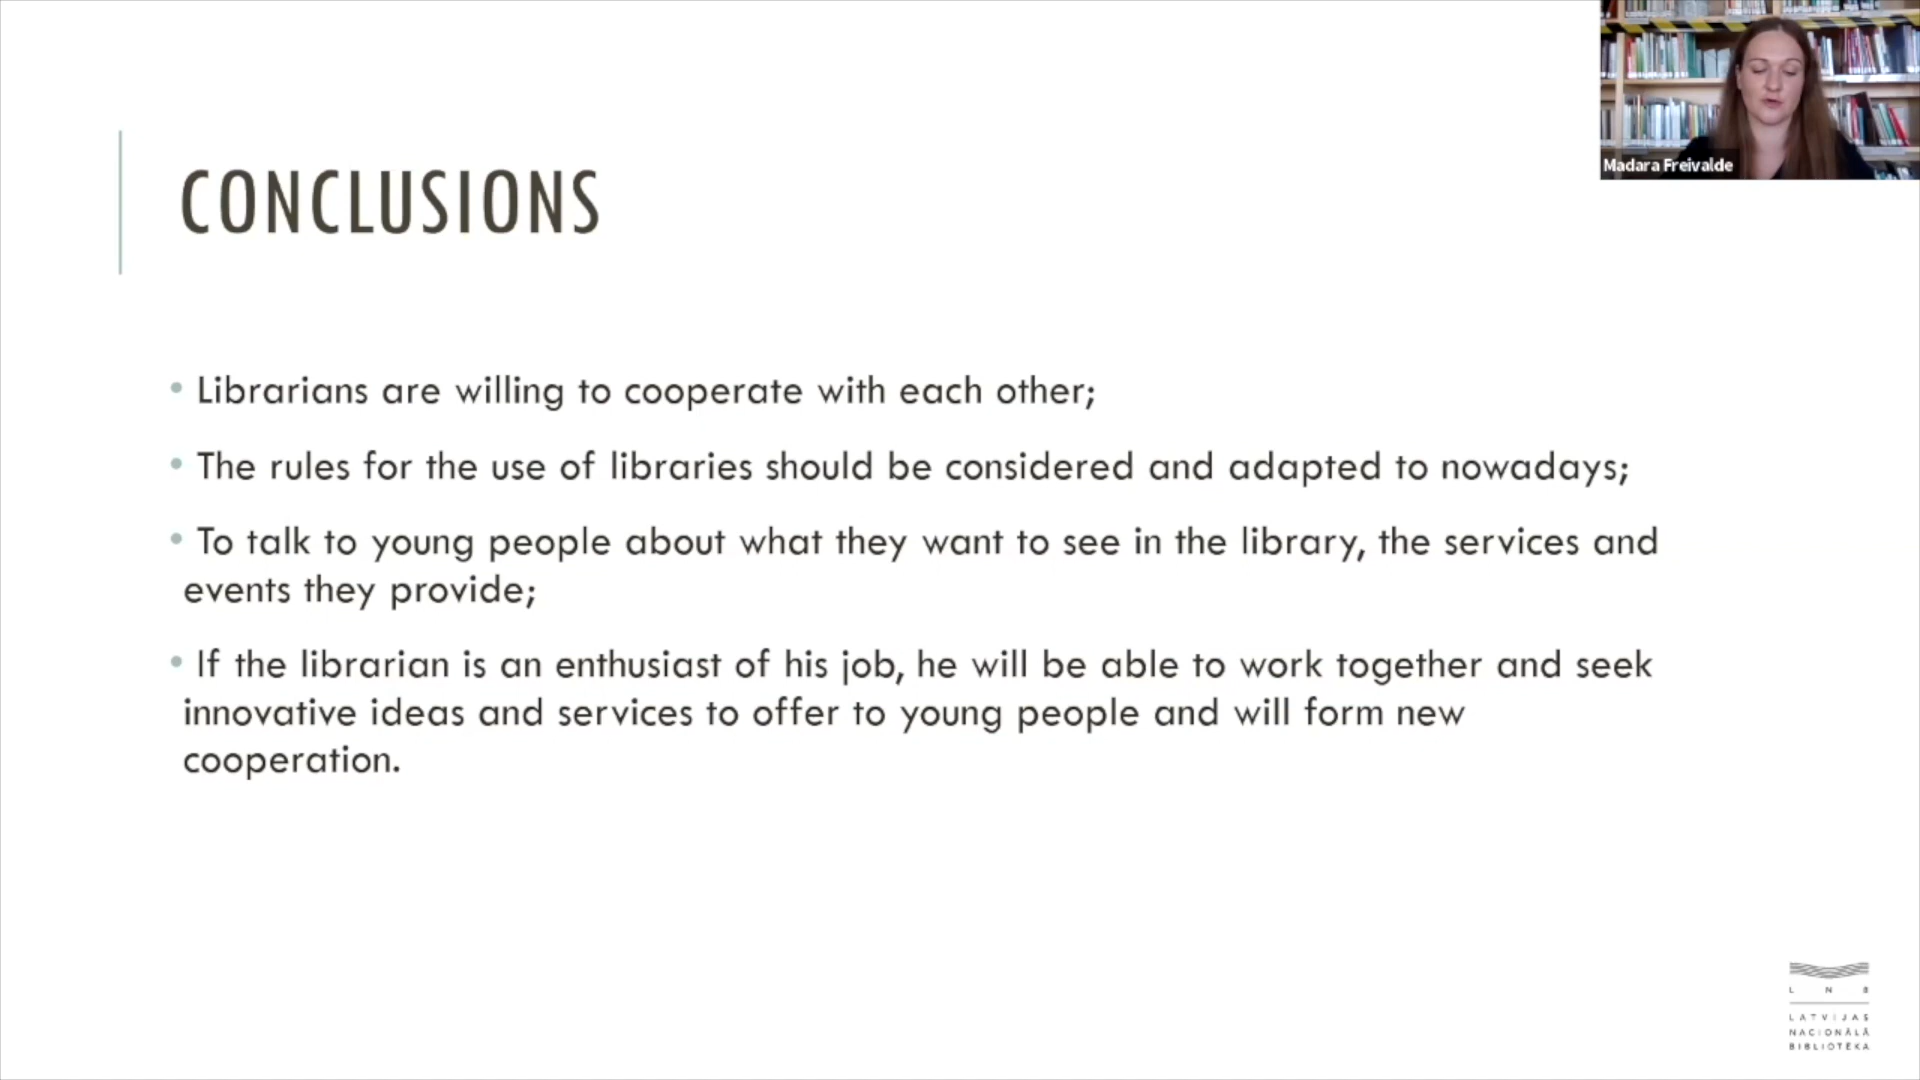 Madara Freivalde
CONCLUSIONS
• Librarians are willing to cooperate with each other;
• The rules for the use of libraries should be considered and adapted to nowadays;
• To talk to young people about what they want to see in the library, the services and
events they provide;
• If the librarian is an enthusiast of his job, he will be able to work together and seek
innovative ideas and services to offer to young people and will form new
cooperation.
L N B
LATVIJAS
NACIONĀLĀ
BIBLIOTĒKA